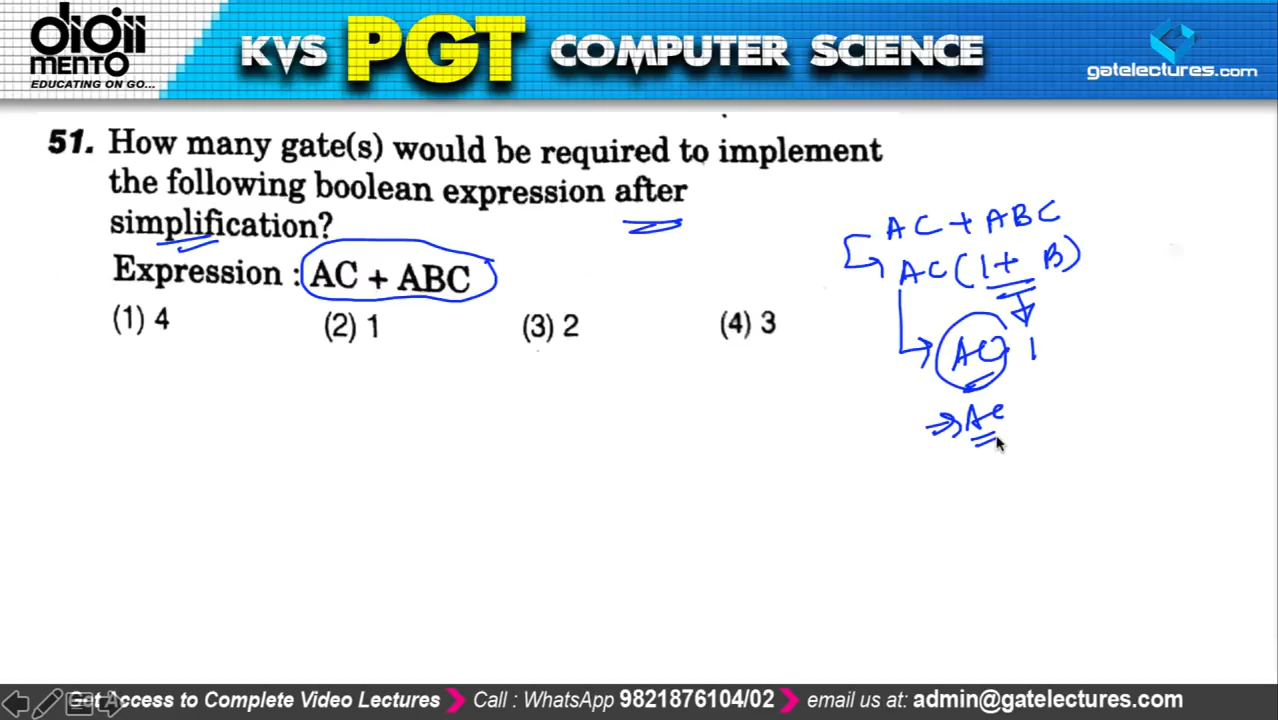 digii
MENTO
EDUCATING ON GO...
KVS PGT COMPUTER SCIENCE
gatelectures.com
51. How many gate(s) would be required to implement
the following boolean expression after
simplification?
Expression : AC + ABC
(1) 4 (2) 1 (3) 2 (4) 3
AC + ABC
AC (1 + B)
AC 1
AC
Get Access to Complete Video Lectures Call : WhatsApp 9821876104/02 email us at: admin@gatelectures.com